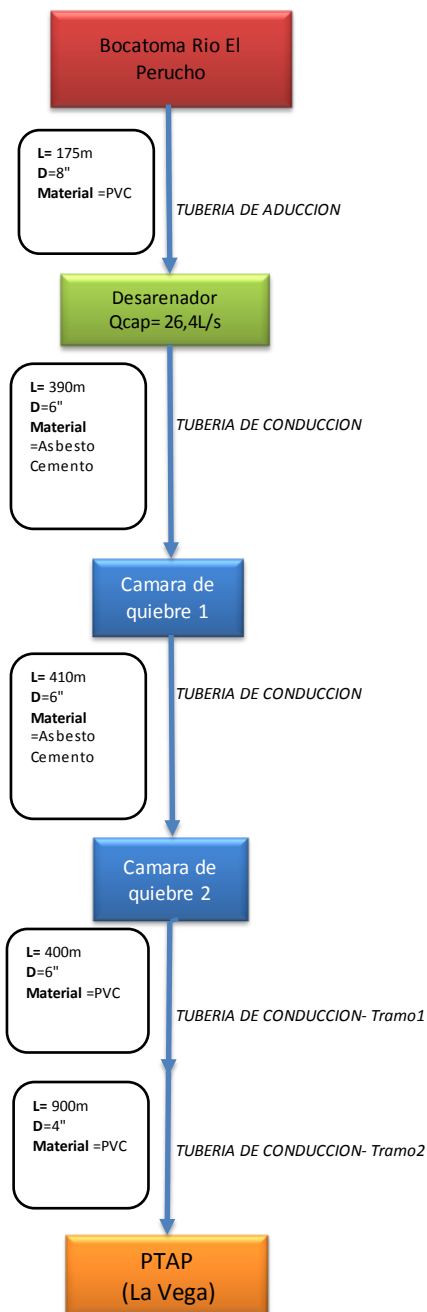 Bocatoma Rio El
Perucho
L= 175m
D=8"
Material =PVC
TUBERIA DE ADUCCION
Desarenador
Qcap= 26,4L/s
L= 390m
D=6"
Material
=Asbesto
Cemento
TUBERIA DE CONDUCCION
Camara de
quiebre 1
L= 410m
D=6"
Material
=Asbesto
Cemento
TUBERIA DE CONDUCCION
Camara de
quiebre 2
L= 400m
D=6"
Material =PVC
TUBERIA DE CONDUCCION- Tramo1
L= 900m
D=4"
Material =PVC
TUBERIA DE CONDUCCION- Tramo2
PTAP
(La Vega)